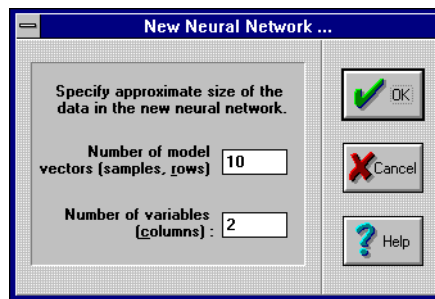 New Neural Network ...
Specify approximate size of the
data in the new neural network.
Number of model
vectors (samples, rows)
10
Number of variables
(columns) :
2
OK
Cancel
Help